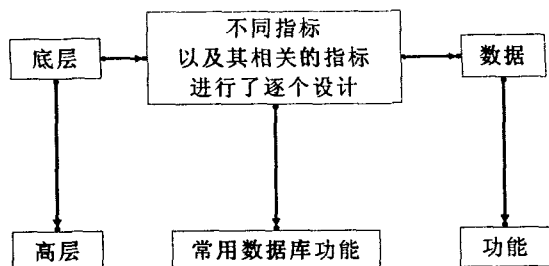 底层
不同指标
以及其相关的指标
进行了逐个设计
数据
高层
常用数据库功能
功能